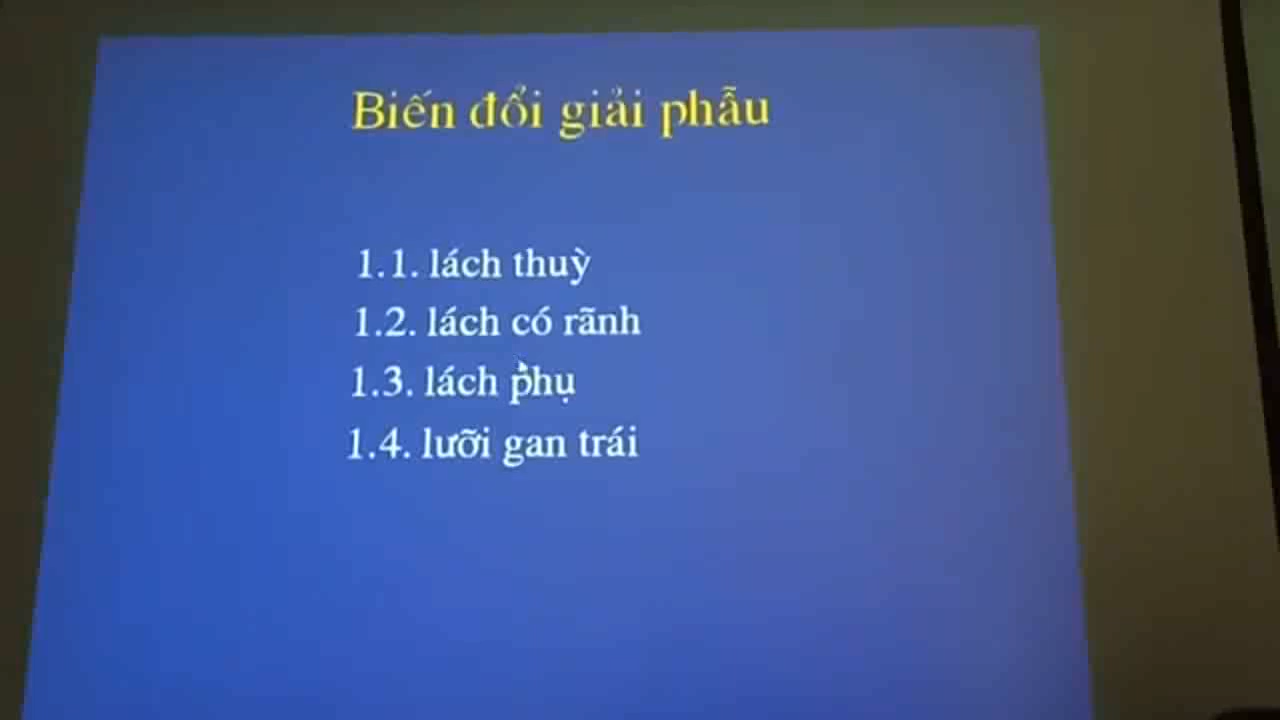 Biến đổi giải phẫu
1.1. lách thuỳ
1.2. lách có rãnh
1.3. lách phụ
1.4. lưỡi gan trái